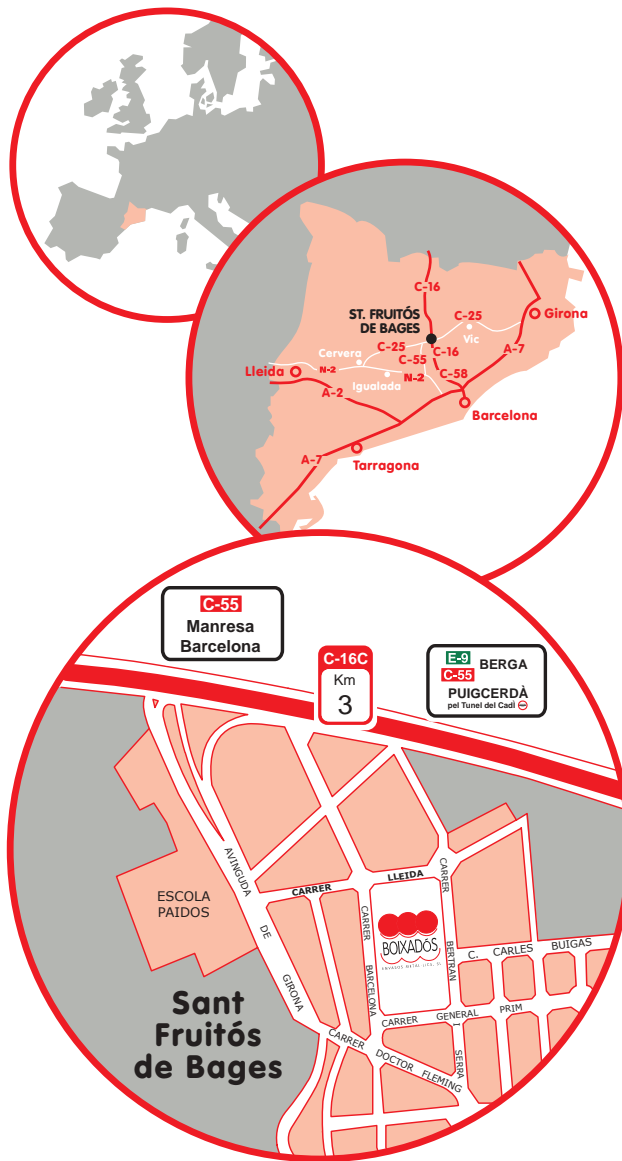 C-16
ST. FRUITÓS
DE BAGES
C-25
Vic
Girona
Cervera
C-25
C-55
C-16
A-7
Lleida
N-2
Igualada
N-2
C-58
A-2
Barcelona
A-7
Tarragona
C-55
Manresa
Barcelona
C-16C
Km
3
E-9 BERGA
C-55
PUIGCERDÀ
pel Tunel del Cadí
AVINGUDA DE GIRONA
ESCOLA
PAIDOS
CARRER LLEIDA
CARRER BARCELONA
BOIXADÓS
CARRER BERTRAN I SERRA
C. CARLES BUIGAS
CARRER GENERAL PRIM
CARRER DOCTOR FLEMING
Sant
Fruitós
de Bages